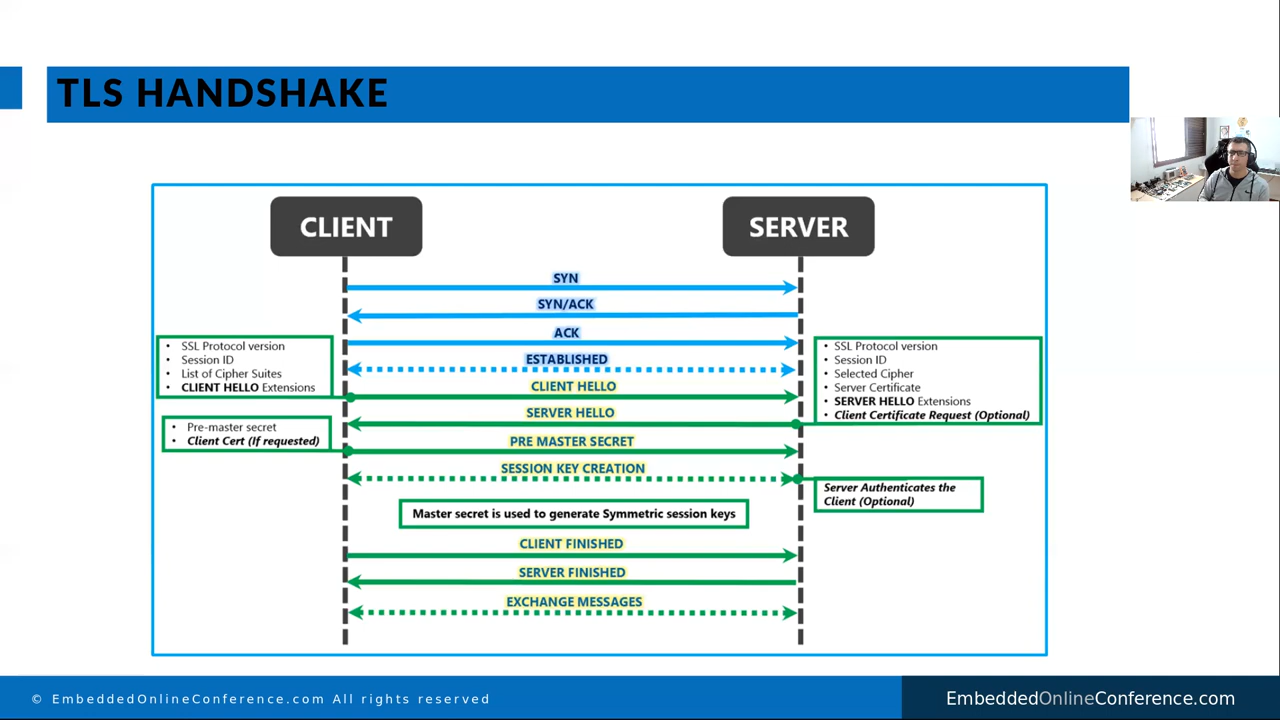 TLS HANDSHAKE
CLIENT
SERVER
SYN
SYN/ACK
ACK
ESTABLISHED
CLIENT HELLO
SERVER HELLO
PRE MASTER SECRET
SESSION KEY CREATION
• SSL Protocol version
• Session ID
• List of Cipher Suites
• CLIENT HELLO Extensions
• Pre-master secret
• Client Cert (If requested)
• SSL Protocol version
• Session ID
• Selected Cipher
• Server Certificate
• SERVER HELLO Extensions
• Client Certificate Request (Optional)
Server Authenticates the
Client (Optional)
Master secret is used to generate Symmetric session keys
CLIENT FINISHED
SERVER FINISHED
EXCHANGE MESSAGES
© EmbeddedOnlineConference.com All rights reserved
EmbeddedOnlineConference.com